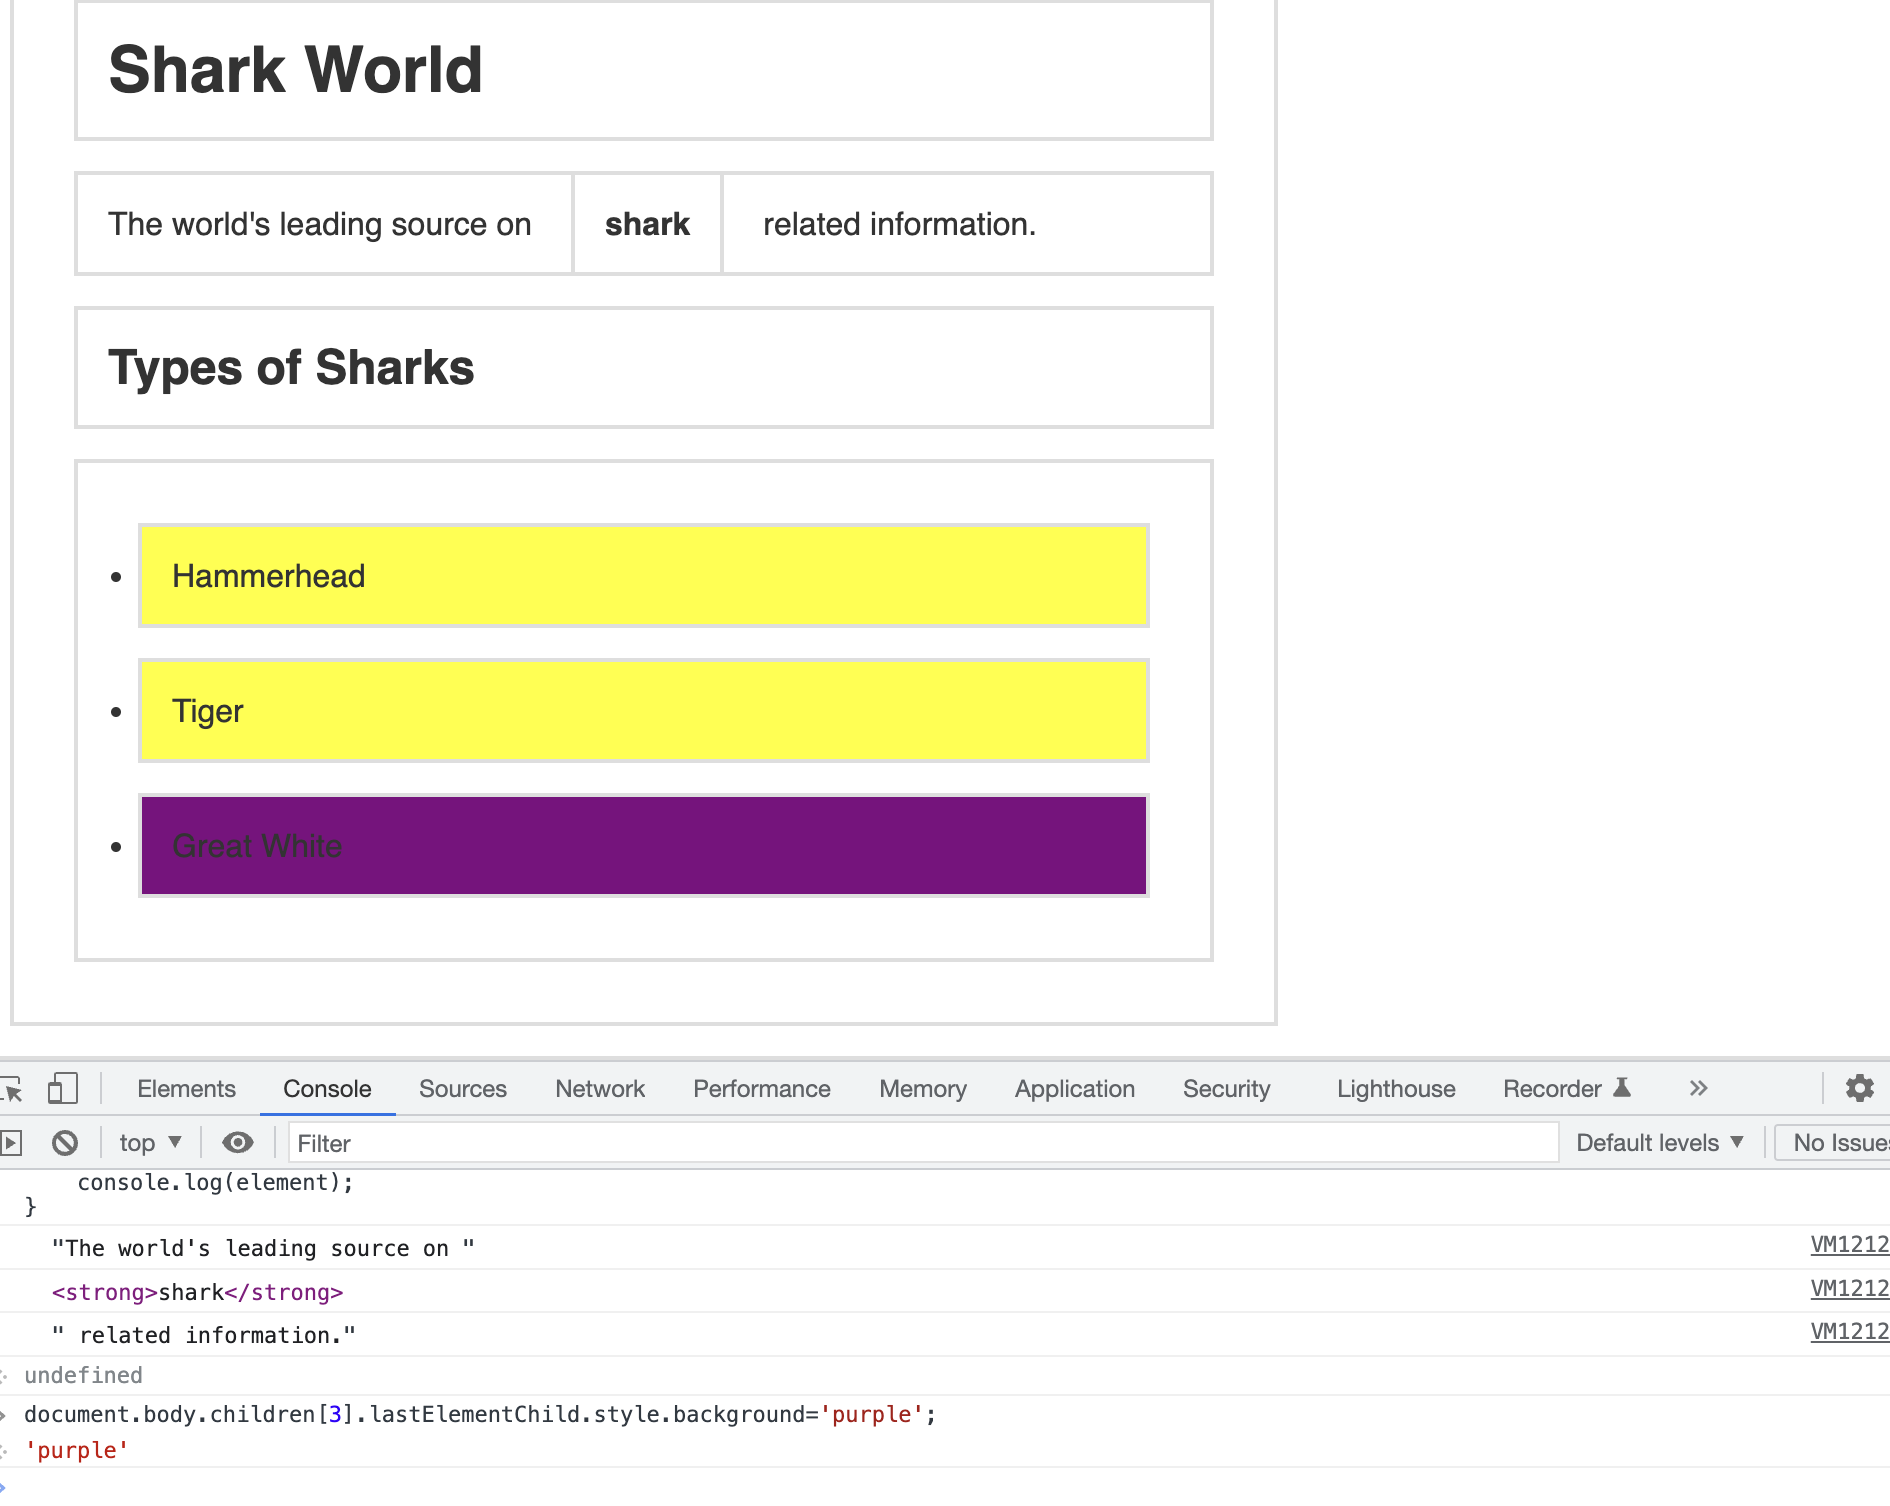 Shark World
The world's leading source on shark related information.
Types of Sharks
• Hammerhead
• Tiger
• Great White
Elements Console Sources Network Performance Memory Application Security Lighthouse Recorder »
top ▼ Filter Default levels ▼ No Issues
console.log(element);
}
"The world's leading source on " VM1212
<strong>shark</strong> VM1212
" related information." VM1212
undefined
document.body.children[3].lastElementChild.style.background='purple';
'purple'